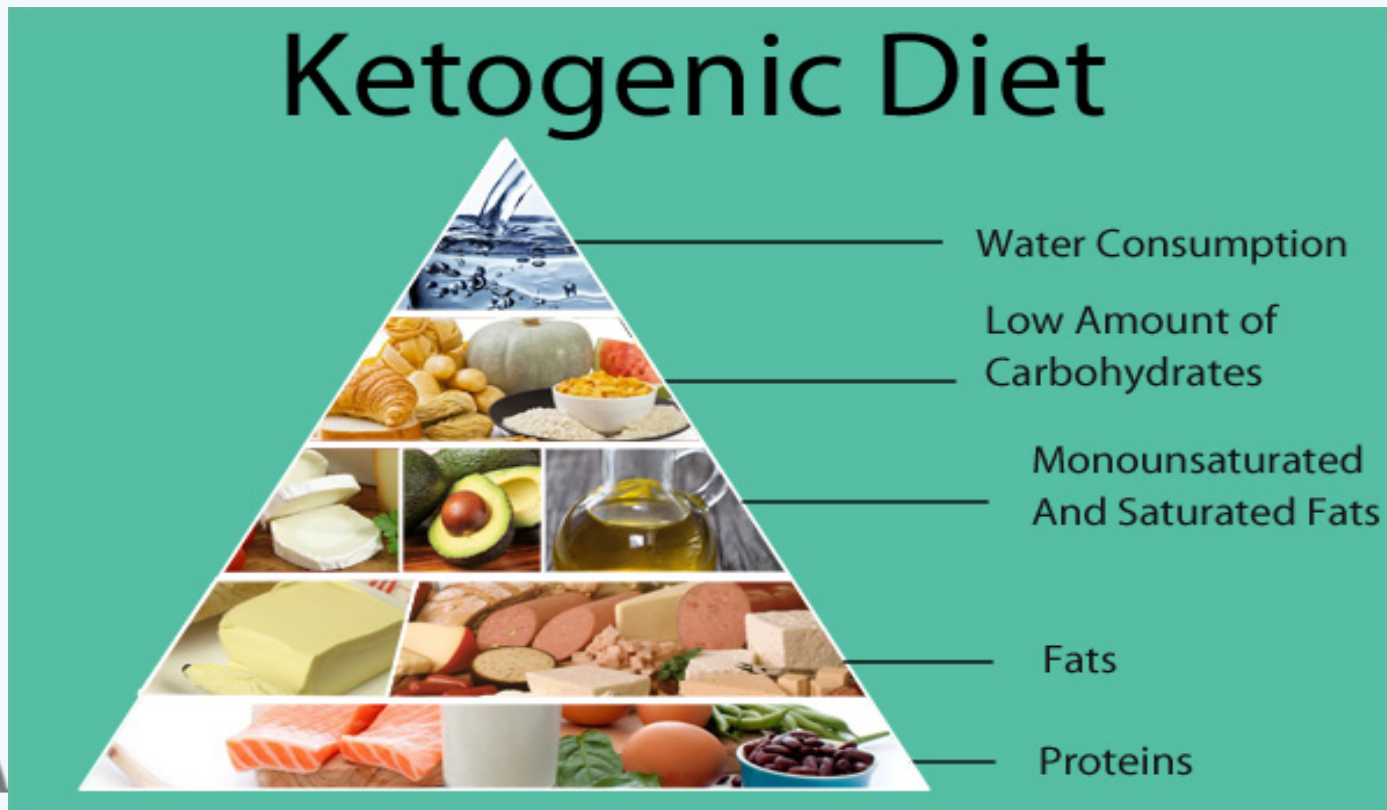 Ketogenic Diet
Water Consumption
Low Amount of
Carbohydrates
Monounsaturated
And Saturated Fats
Fats
Proteins